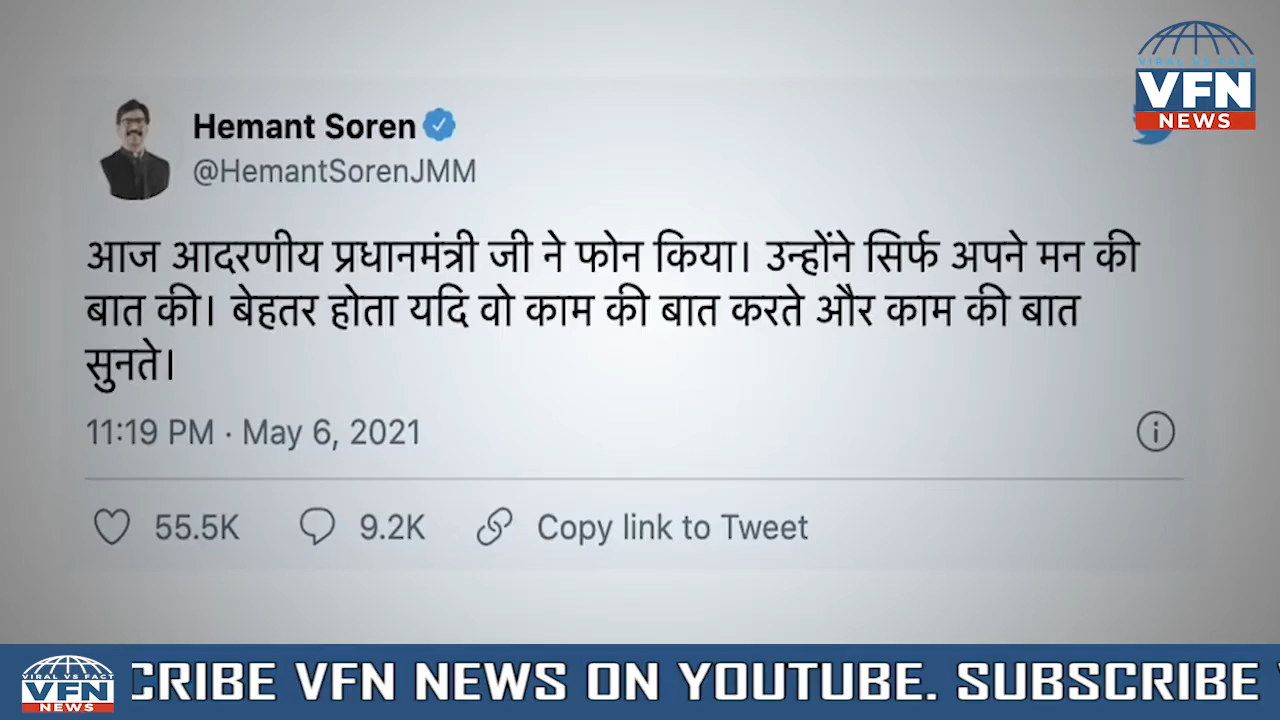 VIRAL VS FACT
VFN
NEWS
Hemant Soren
@HemantSorenJMM
आज आदरणीय प्रधानमंत्री जी ने फोन किया। उन्होंने सिर्फ अपने मन की
बात की। बेहतर होता यदि वो काम की बात करते और काम की बात
सुनते।
11:19 PM · May 6, 2021
55.5K 9.2K Copy link to Tweet
VIRAL VS FACT
VFN
NEWS
CRIBE VFN NEWS ON YOUTUBE. SUBSCRIBE